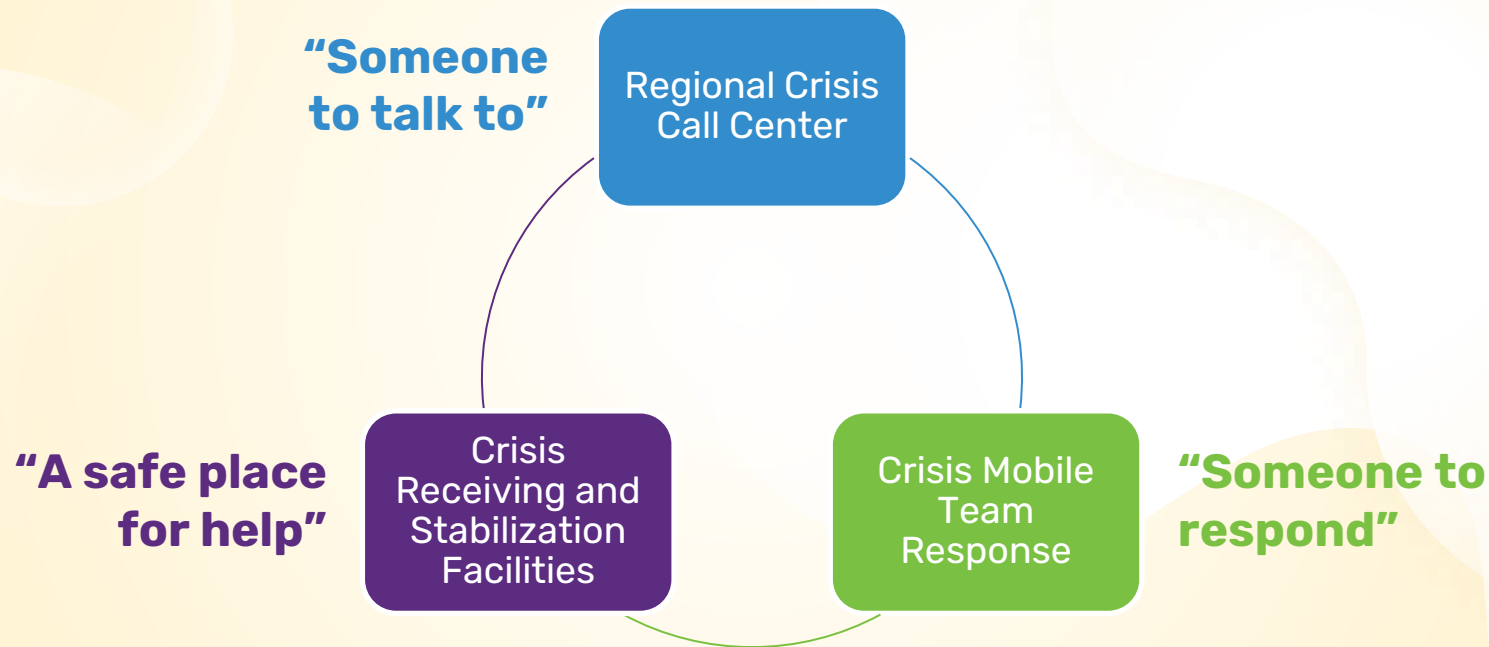 “Someone
to talk to”
Regional Crisis
Call Center
“A safe place
for help”
Crisis
Receiving and
Stabilization
Facilities
Crisis Mobile
Team
Response
“Someone to
respond”